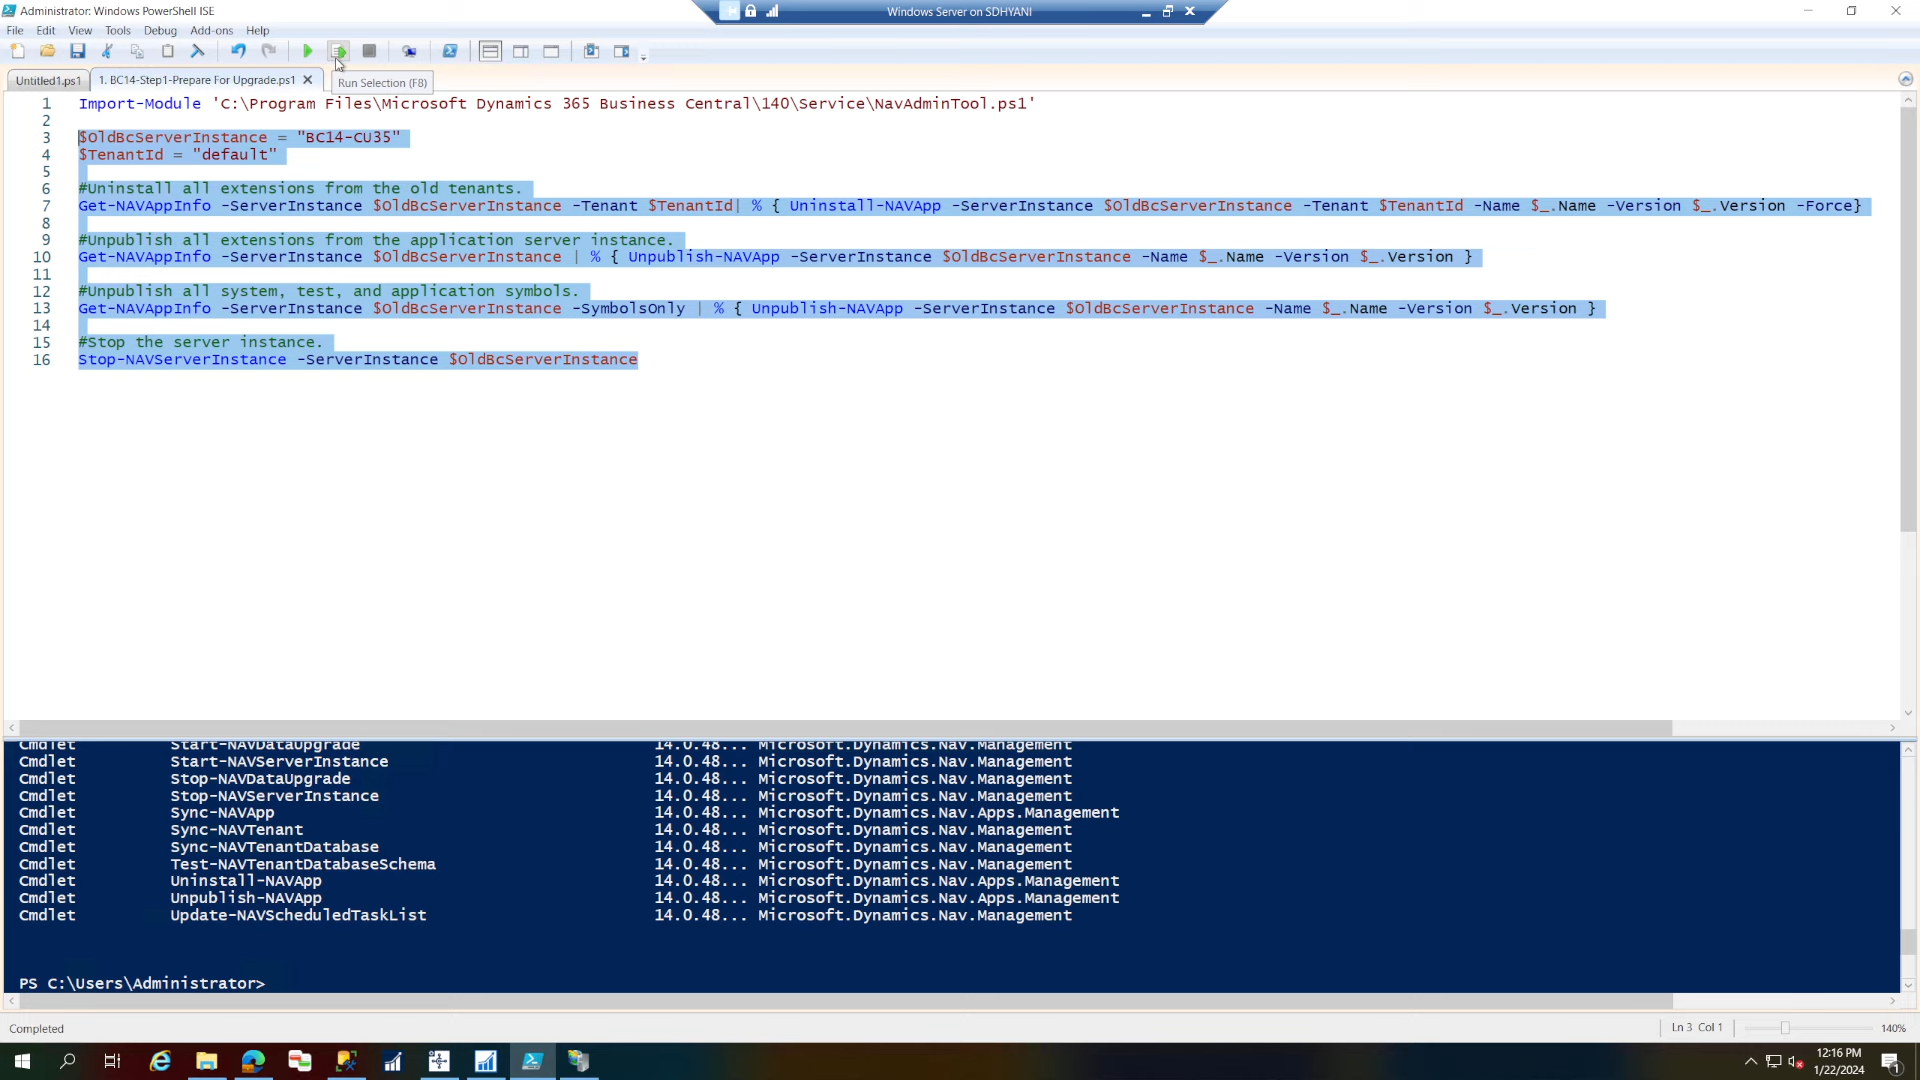 Administrator: Windows PowerShell ISE
Windows Server on SDHYANI
File Edit View Tools Debug Add-ons Help
Untitled1.ps1 1. BC14-Step1-Prepare For Upgrade.ps1
Run Selection (F8)
1 Import-Module 'C:\Program Files\Microsoft Dynamics 365 Business Central\140\Service\NavAdminTool.ps1'
2
3 $OldBcServerInstance = "BC14-CU35"
4 $TenantId = "default"
5
6 #Uninstall all extensions from the old tenants.
7 Get-NAVAppInfo -ServerInstance $OldBcServerInstance -Tenant $TenantId| % { Uninstall-NAVApp -ServerInstance $OldBcServerInstance -Tenant $TenantId -Name $_.Name -Version $_.Version -Force}
8
9 #Unpublish all extensions from the application server instance.
10 Get-NAVAppInfo -ServerInstance $OldBcServerInstance | % { Unpublish-NAVApp -ServerInstance $OldBcServerInstance -Name $_.Name -Version $_.Version }
11
12 #Unpublish all system, test, and application symbols.
13 Get-NAVAppInfo -ServerInstance $OldBcServerInstance -SymbolsOnly | % { Unpublish-NAVApp -ServerInstance $OldBcServerInstance -Name $_.Name -Version $_.Version }
14
15 #Stop the server instance.
16 Stop-NAVServerInstance -ServerInstance $OldBcServerInstance
Cmdlet Start-NAVDataUpgrade 14.0.48... Microsoft.Dynamics.Nav.Management
Cmdlet Start-NAVServerInstance 14.0.48... Microsoft.Dynamics.Nav.Management
Cmdlet Stop-NAVDataUpgrade 14.0.48... Microsoft.Dynamics.Nav.Management
Cmdlet Stop-NAVServerInstance 14.0.48... Microsoft.Dynamics.Nav.Management
Cmdlet Sync-NAVApp 14.0.48... Microsoft.Dynamics.Nav.Apps.Management
Cmdlet Sync-NAVTenant 14.0.48... Microsoft.Dynamics.Nav.Management
Cmdlet Sync-NAVTenantDatabase 14.0.48... Microsoft.Dynamics.Nav.Management
Cmdlet Test-NAVTenantDatabaseSchema 14.0.48... Microsoft.Dynamics.Nav.Management
Cmdlet Uninstall-NAVApp 14.0.48... Microsoft.Dynamics.Nav.Apps.Management
Cmdlet Unpublish-NAVApp 14.0.48... Microsoft.Dynamics.Nav.Apps.Management
Cmdlet Update-NAVScheduledTaskList 14.0.48... Microsoft.Dynamics.Nav.Management
PS C:\Users\Administrator>
Completed
Ln 3 Col 1
140%
12:16 PM
1/22/2024
1